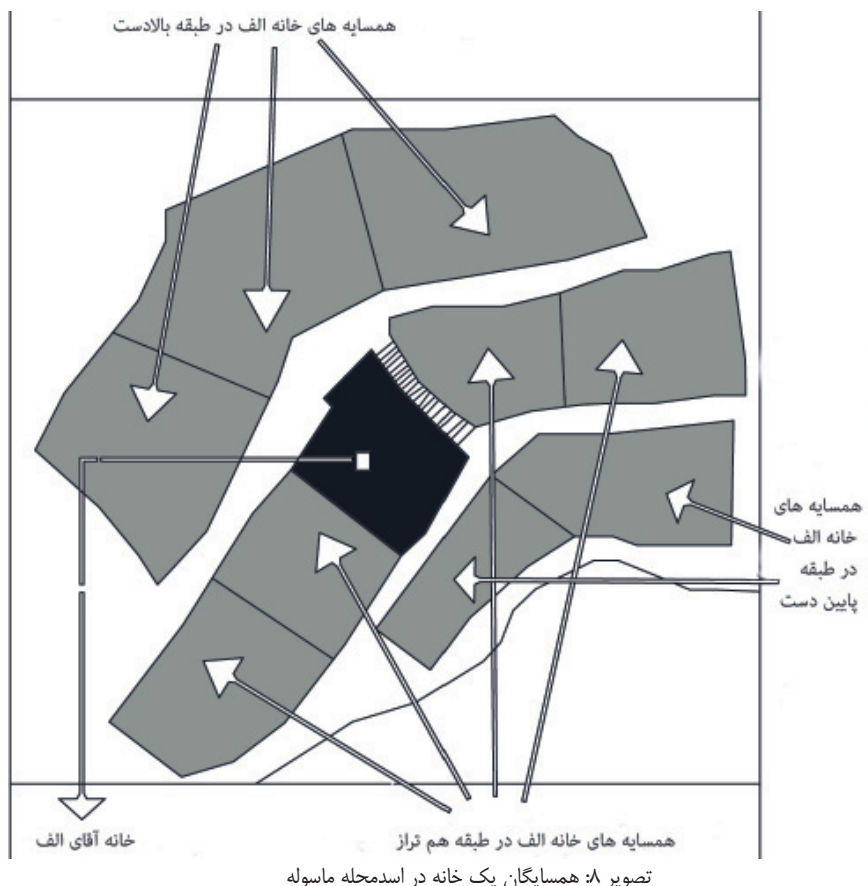 همسایه های خانه الف در طبقه بالادست
همسایه های
خانه الف
در طبقه
پایین دست
همسایه های خانه الف در طبقه هم تراز
خانه آقای الف
تصویر ۸: همسایگان یک خانه در اسدمحله ماسوله